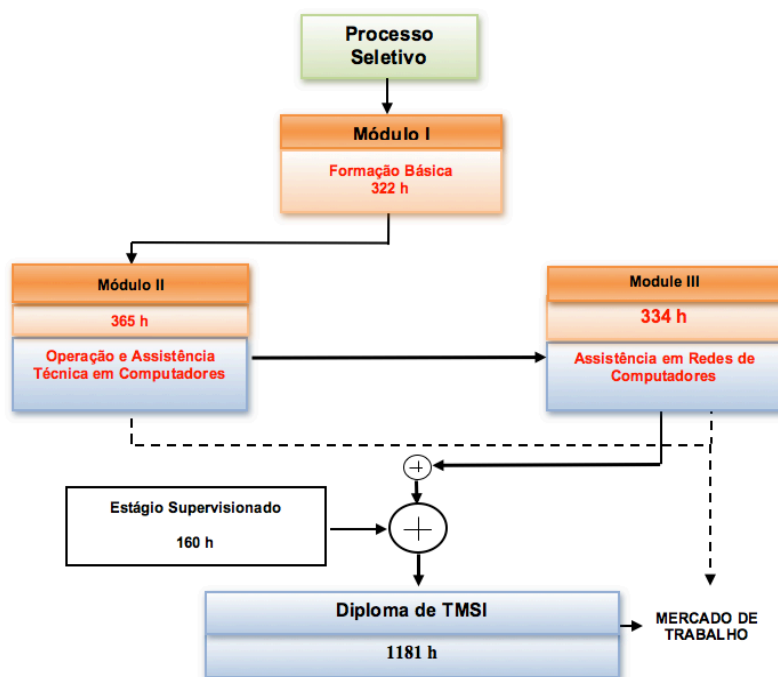 Processo
Seletivo
Módulo I
Formação Básica
322 h
Módulo II
365 h
Operação e Assistência
Técnica em Computadores
Module III
334 h
Assistência em Redes de
Computadores
Estágio Supervisionado
160 h
Diploma de TMSI
1181 h
MERCADO DE
TRABALHO